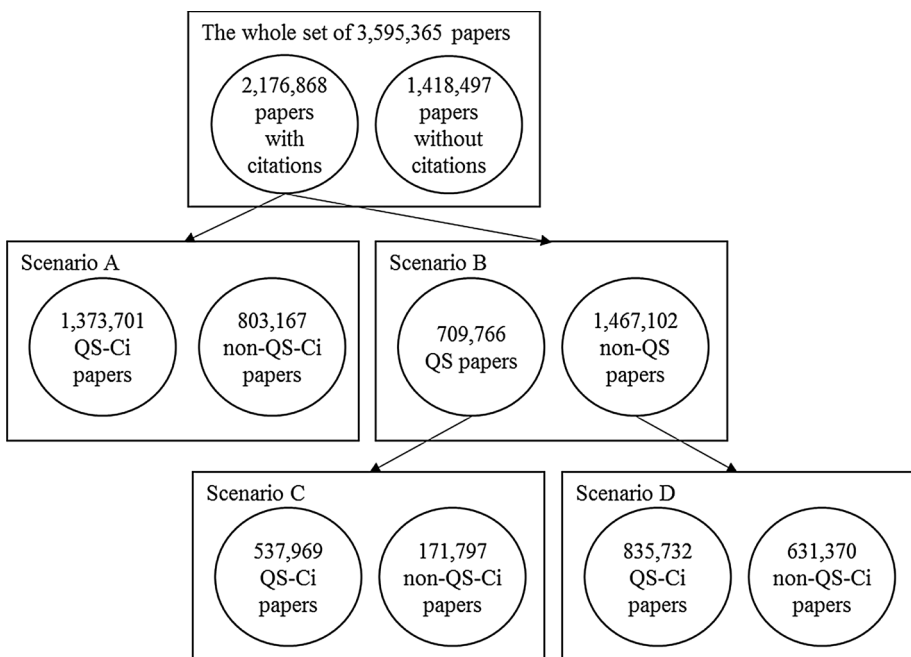 The whole set of 3,595,365 papers
2,176,868
papers
with
citations
1,418,497
papers
without
citations
Scenario A
1,373,701
QS-Ci
papers
803,167
non-QS-Ci
papers
Scenario B
709,766
QS papers
1,467,102
non-QS
papers
Scenario C
537,969
QS-Ci
papers
171,797
non-QS-Ci
papers
Scenario D
835,732
QS-Ci
papers
631,370
non-QS-Ci
papers